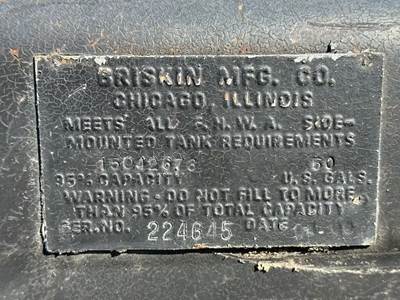 BRISKIN MFG. CO.
CHICAGO, ILLINOIS
MEETS ALL F.H.W.A. SIDE-
MOUNTED TANK REQUIREMENTS
15042673 50
95% CAPACITY U.S. GALS.
WARNING - DO NOT FILL TO MORE
THAN 95% OF TOTAL CAPACITY
SER. NO. 224645 DATE